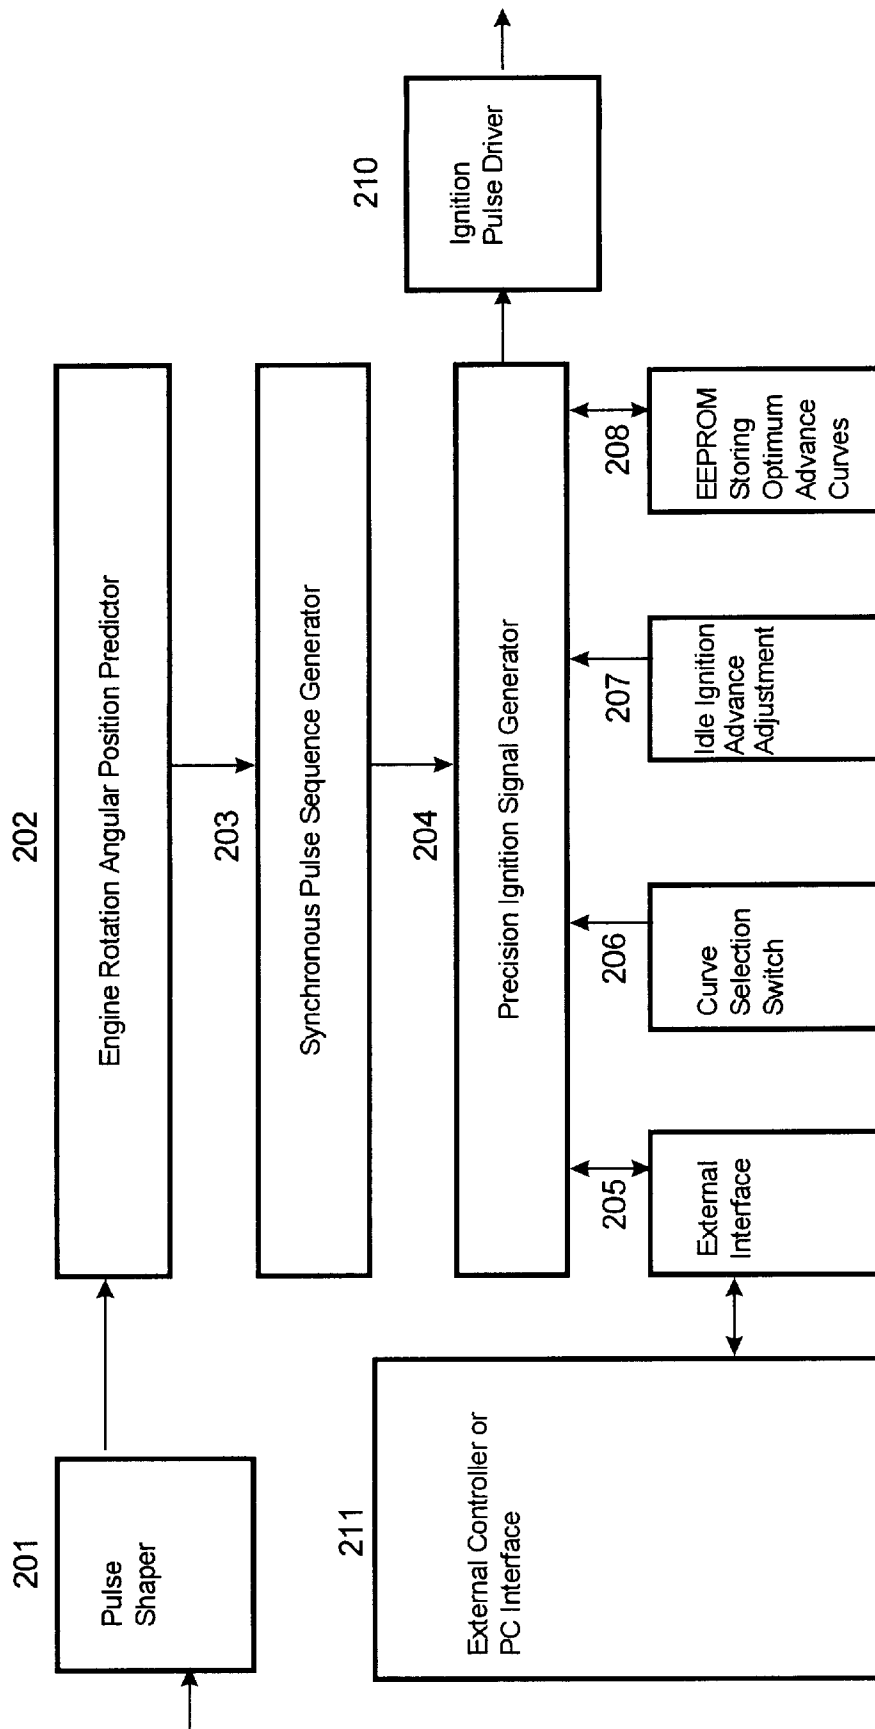 201
Pulse
Shaper
202
Engine Rotation Angular Position Predictor
203
Synchronous Pulse Sequence Generator
204
Precision Ignition Signal Generator
210
Ignition
Pulse Driver
211
External Controller or
PC Interface
205
External
Interface
206
Curve
Selection
Switch
207
Idle Ignition
Advance
Adjustment
208
EEPROM
Storing
Optimum
Advance
Curves